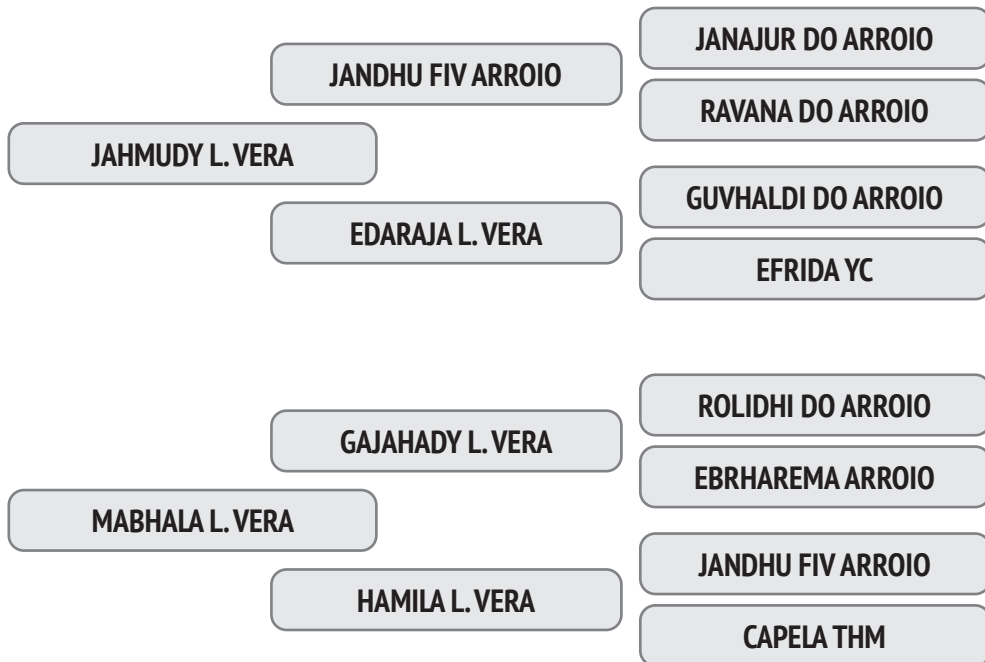 JANAJUR DO ARROIO
JANDHU FIV ARROIO
RAVANA DO ARROIO
JAHMUDY L. VERA
GUVHALDI DO ARROIO
EDARAJA L. VERA
EFRIDA YC
ROLIDHI DO ARROIO
GAJAHADY L. VERA
EBRHAREMA ARROIO
MABHALA L. VERA
JANDHU FIV ARROIO
HAMILA L. VERA
CAPELA THM